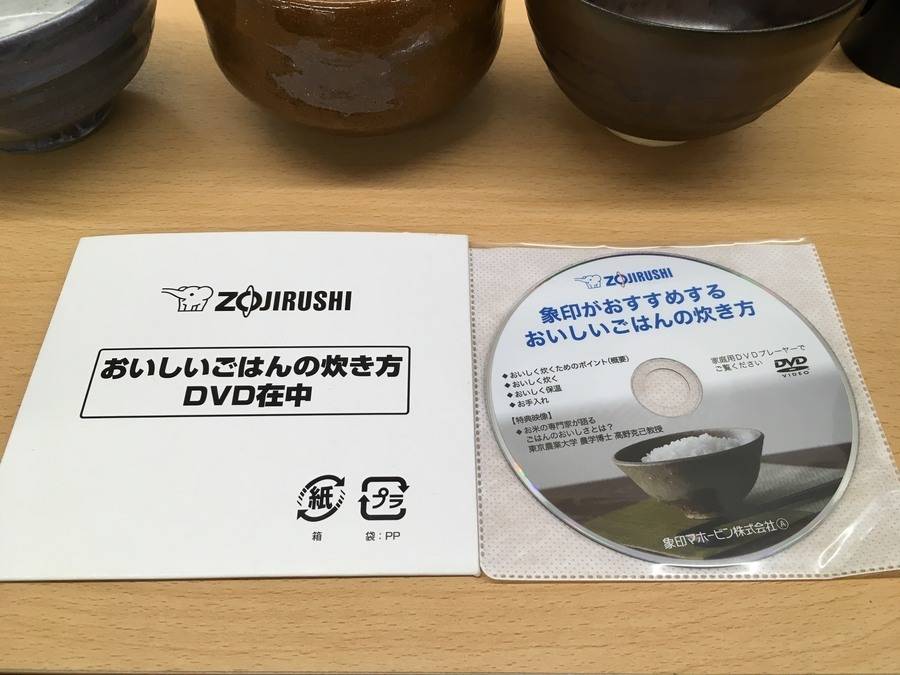 ZOJIRUSHI
おいしいごはんの炊き方
DVD在中
紙
プラ
箱
袋：PP
ZOJIRUSHI
象印がおすすめする
おいしいごはんの炊き方
◆おいしく炊くためのポイント(概要)
◆おいしく炊く
◆おいしく保温
◆お手入れ
【特典映像】
◆お米の専門家が語る
ごはんのおいしさとは？
東京農業大学 農学博士 高野克己教授
家庭用DVDプレーヤーで
ご覧ください
DVD
VIDEO
象印マホービン株式会社Ⓐ